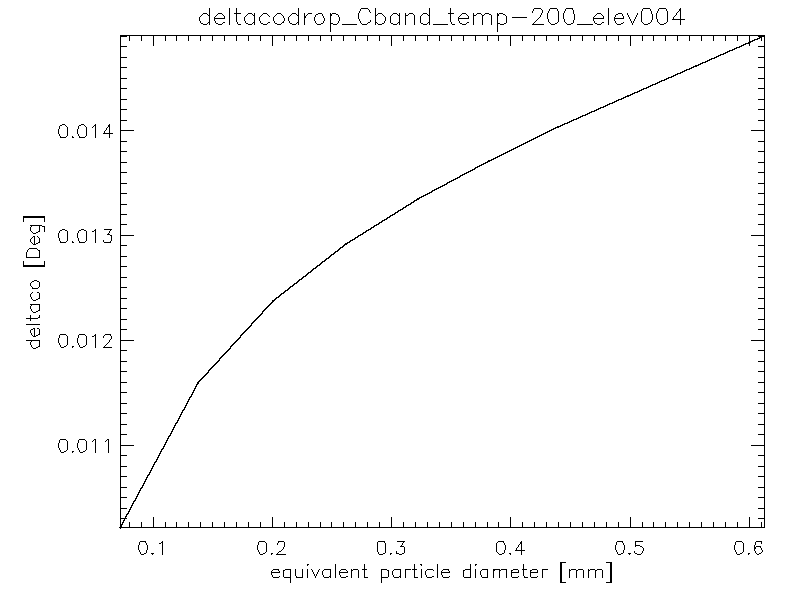 deltacodrop_Cband_temp-200_elev004
0.014
0.013
0.012
0.011
deltaco [Deg]
0.1 0.2 0.3 0.4 0.5 0.6
equivalent particle diameter [mm]